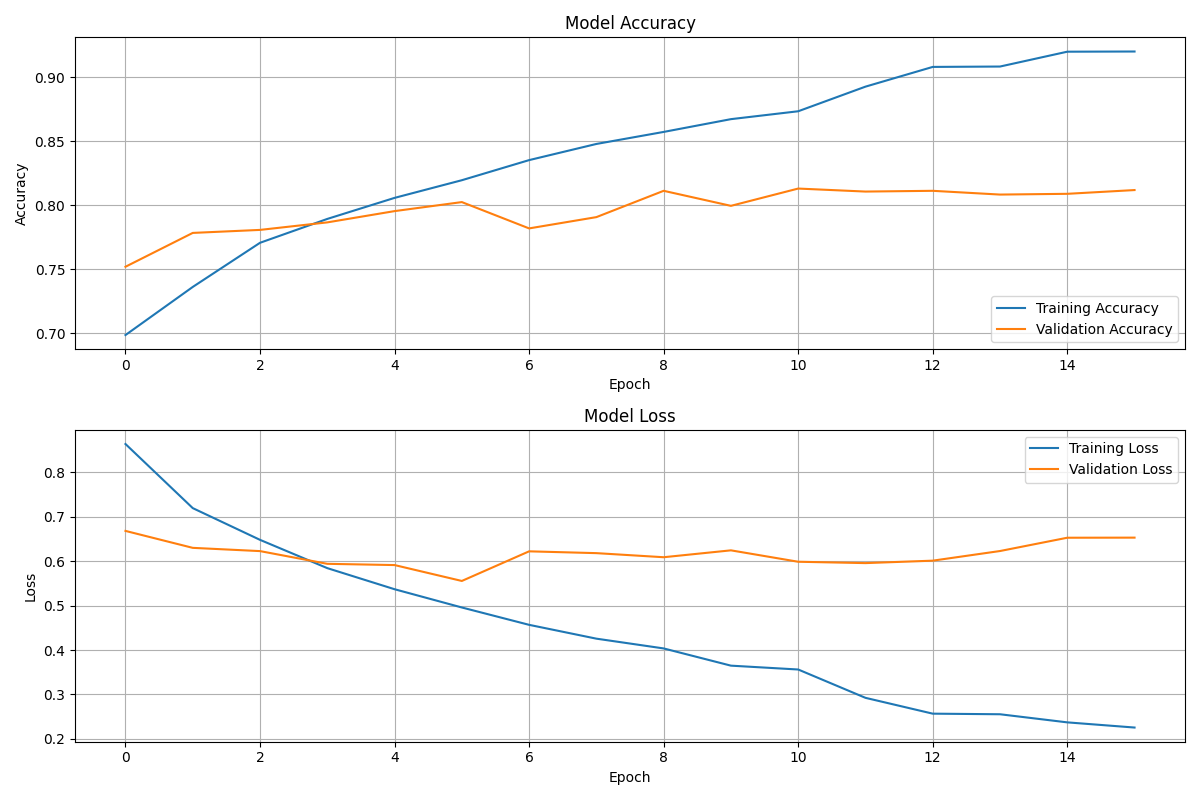 Model Accuracy
Accuracy
0.90
0.85
0.80
0.75
0.70
Training Accuracy
Validation Accuracy
0 2 4 6 8 10 12 14
Epoch
Model Loss
Loss
0.8
0.7
0.6
0.5
0.4
0.3
0.2
Training Loss
Validation Loss
0 2 4 6 8 10 12 14
Epoch